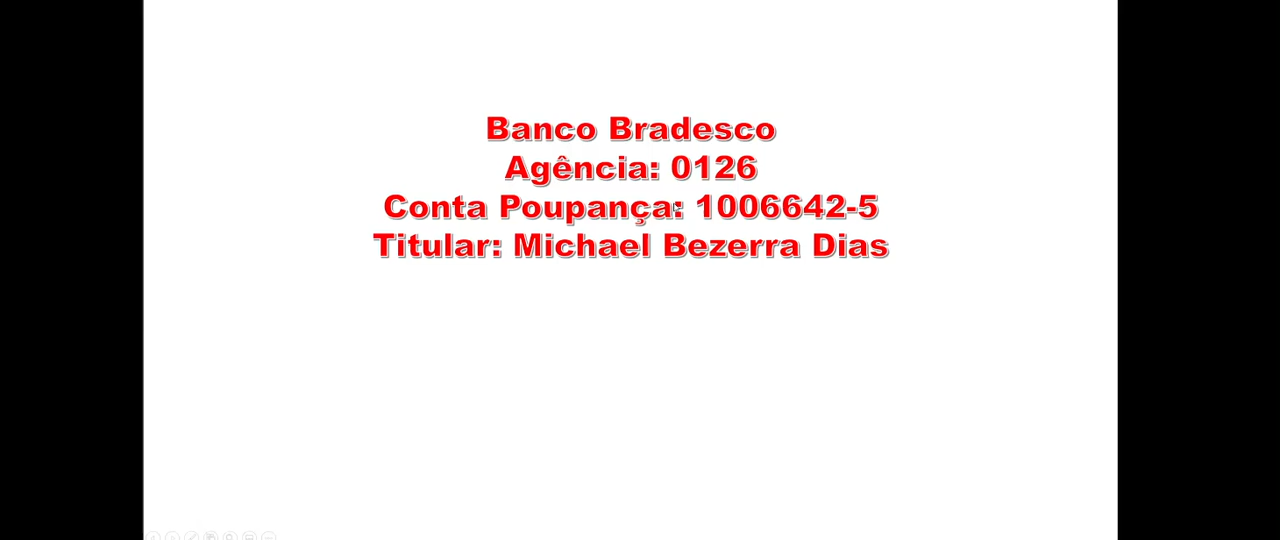 Banco Bradesco
Agência: 0126
Conta Poupança: 1006642-5
Titular: Michael Bezerra Dias